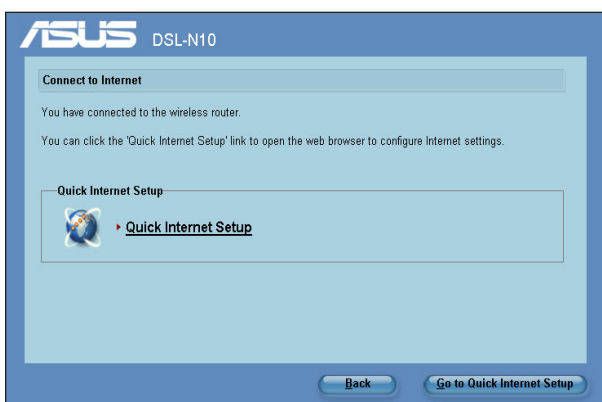 ASUS DSL-N10
Connect to Internet
You have connected to the wireless router.
You can click the 'Quick Internet Setup' link to open the web browser to configure Internet settings.
Quick Internet Setup
Quick Internet Setup
Back
Go to Quick Internet Setup